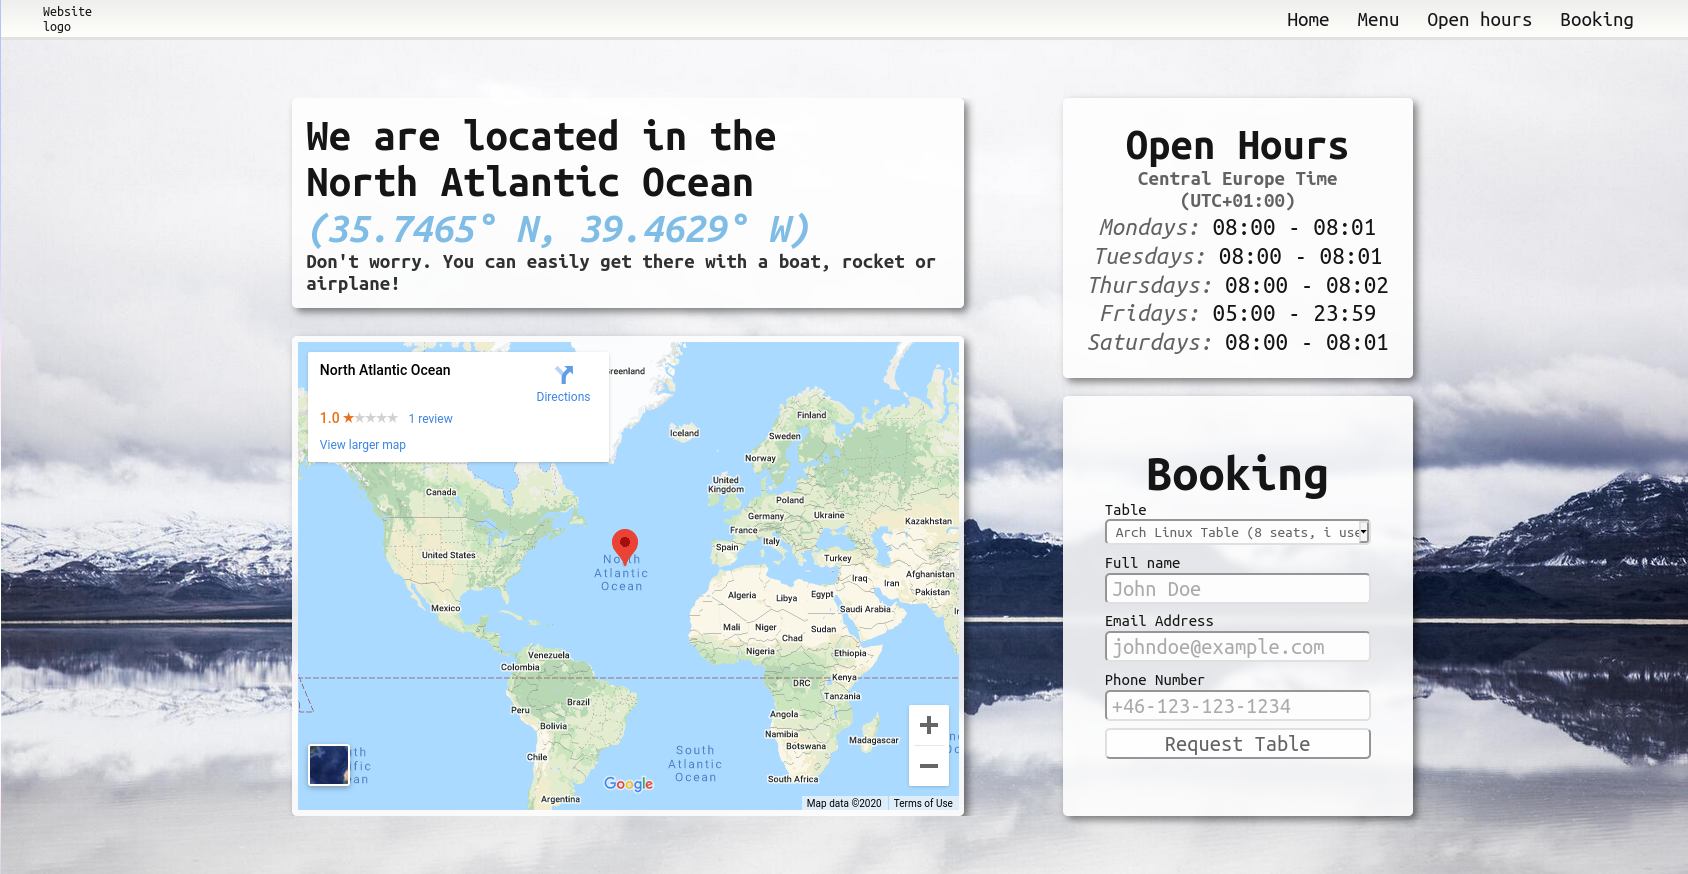 Website
logo
Home Menu Open hours Booking
We are located in the
North Atlantic Ocean
(35.7465° N, 39.4629° W)
Don't worry. You can easily get there with a boat, rocket or
airplane!
North Atlantic Ocean
Directions
1.0 1 review
View larger map
Greenland
Iceland
Finland
Sweden
Norway
United
Kingdom
Poland
Germany
Ukraine
France
Italy
Spain
Kazakhstan
Turkey
Canada
United States
Mexico
North
Atlantic
Ocean
Iraq
Iran
Afghanistan
Pakistan
Algeria
Libya
Egypt
Saudi Arabia
Mali
Niger
Chad
Sudan
Nigeria
Ethiopia
Venezuela
Colombia
DRC
Kenya
Tanzania
Peru
Brazil
Bolivia
Angola
Namibia
Botswana
Madagascar
Chile
South
Atlantic
Ocean
South Africa
Argentina
Google
Map data ©2020
Terms of Use
Open Hours
Central Europe Time
(UTC+01:00)
Mondays: 08:00 - 08:01
Tuesdays: 08:00 - 08:01
Thursdays: 08:00 - 08:02
Fridays: 05:00 - 23:59
Saturdays: 08:00 - 08:01
Booking
Table
Arch Linux Table (8 seats, i use
Full name
John Doe
Email Address
johndoe@example.com
Phone Number
+46-123-123-1234
Request Table